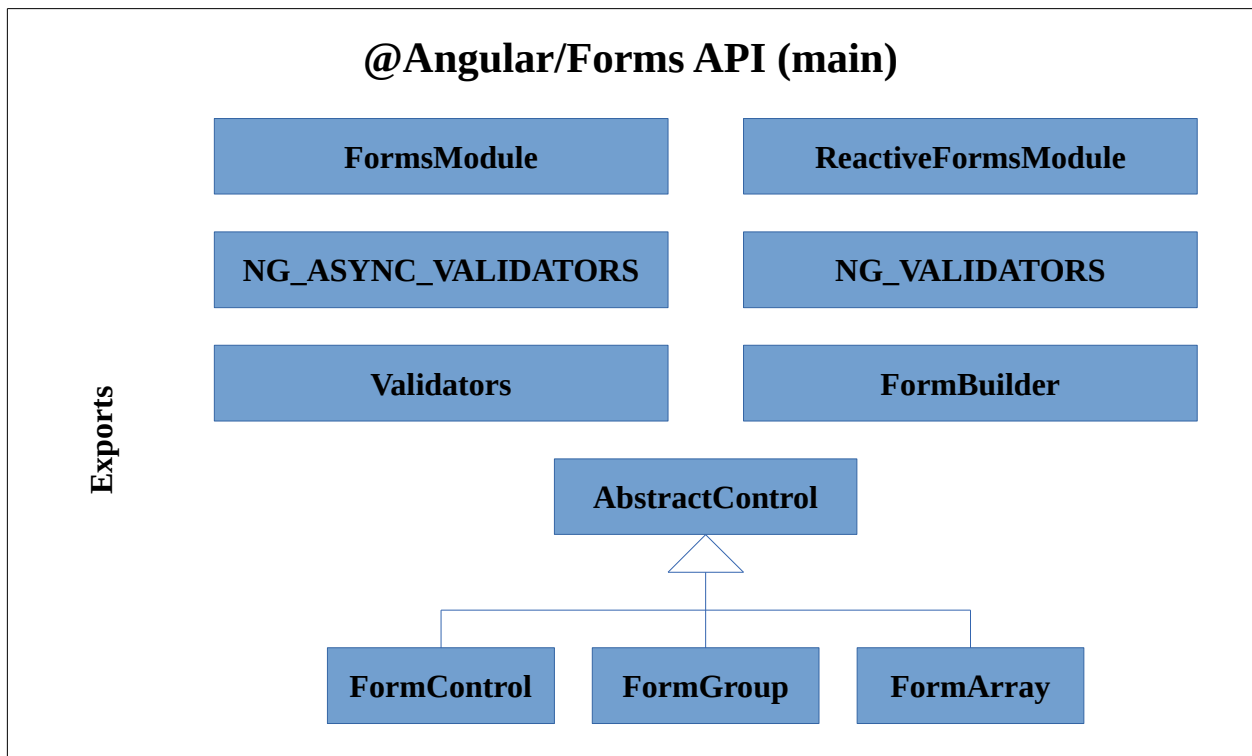 @Angular/Forms API (main)
FormsModule
ReactiveFormsModule
NG_ASYNC_VALIDATORS
NG_VALIDATORS
Validators
FormBuilder
Exports
AbstractControl
FormControl
FormGroup
FormArray